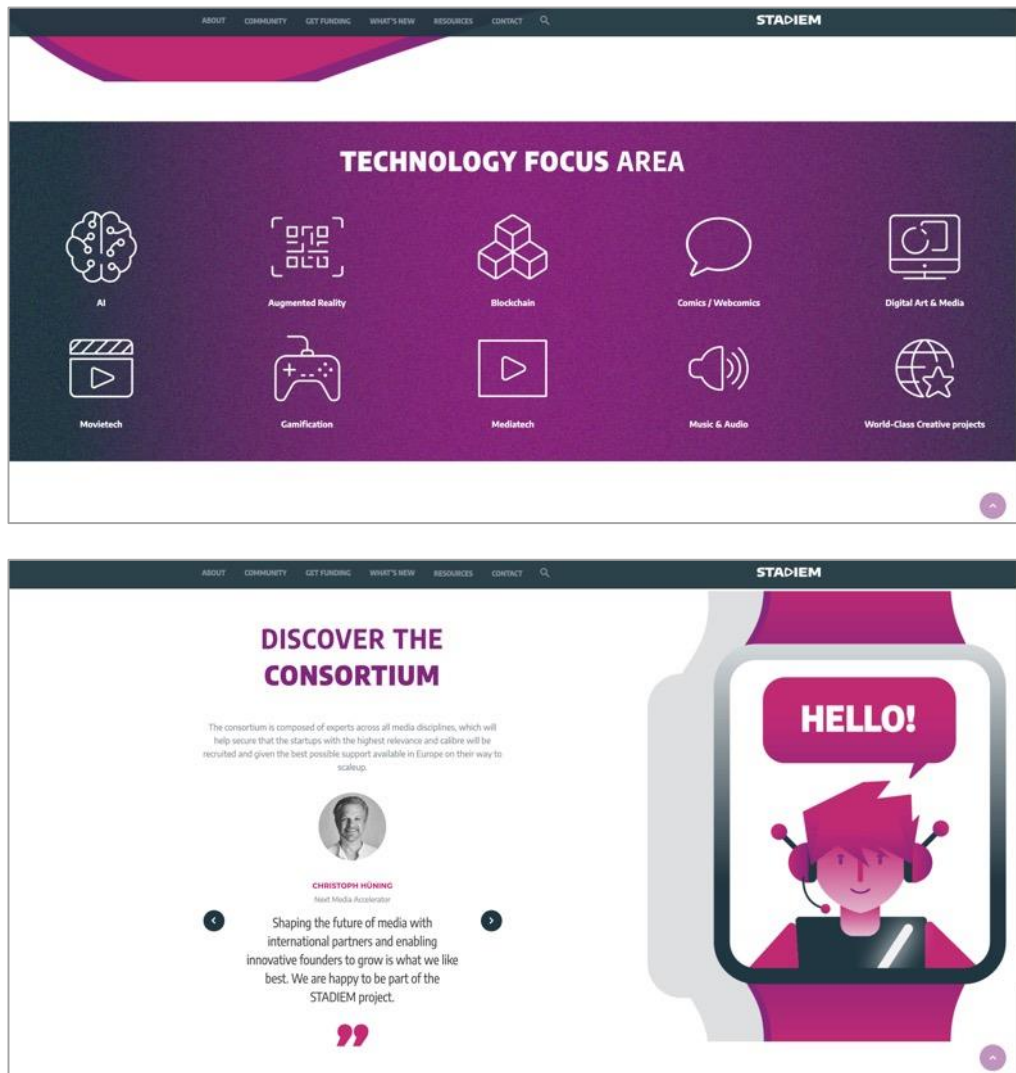 ABOUT COMMUNITY GET FUNDING WHAT'S NEW RESOURCES CONTACT STADIEM
TECHNOLOGY FOCUS AREA
AI Augmented Reality Blockchain Comics / Webcomics Digital Art & Media
Movietech Gamification Mediatech Music & Audio World-Class Creative projects
ABOUT COMMUNITY GET FUNDING WHAT'S NEW RESOURCES CONTACT STADIEM
DISCOVER THE
CONSORTIUM
The consortium is composed of experts across all media disciplines, which will
help secure that the startups with the highest relevance and calibre will be
recruited and given the best possible support available in Europe on their way to
scaleup.
CHRISTOPH HÜNING
Next Media Accelerator
Shaping the future of media with
international partners and enabling
innovative founders to grow is what we like
best. We are happy to be part of the
STADIEM project.
”
HELLO!